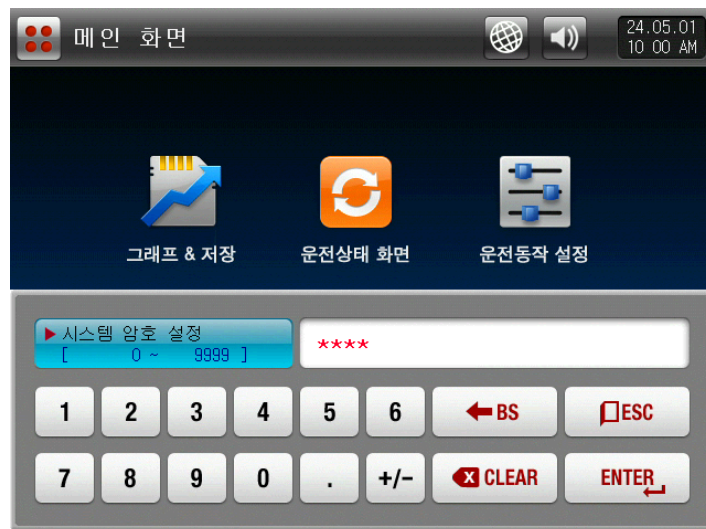 메인 화면
24.05.01
10 00 AM
그래프 & 저장
운전상태 화면
운전동작 설정
▶ 시스템 암호 설정
[ 0 ~ 9999 ]
****
1 2 3 4 5 6 BS ESC
7 8 9 0 . +/- X CLEAR ENTER